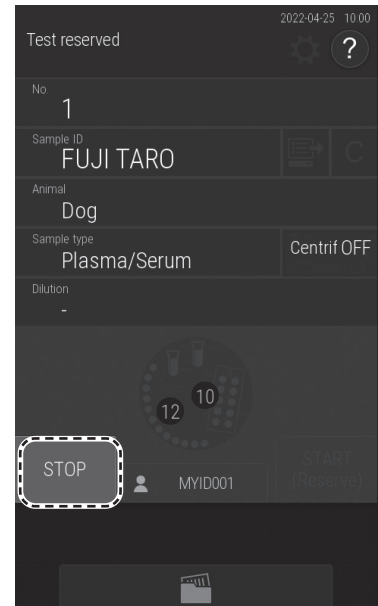 2022-04-25 10:00
Test reserved
?
No.
1
Sample ID
FUJI TARO
C
Animal
Dog
Sample type
Plasma/Serum
Centrif OFF
Dilution
-
10
12
STOP
START
(Reserve)
MYID001